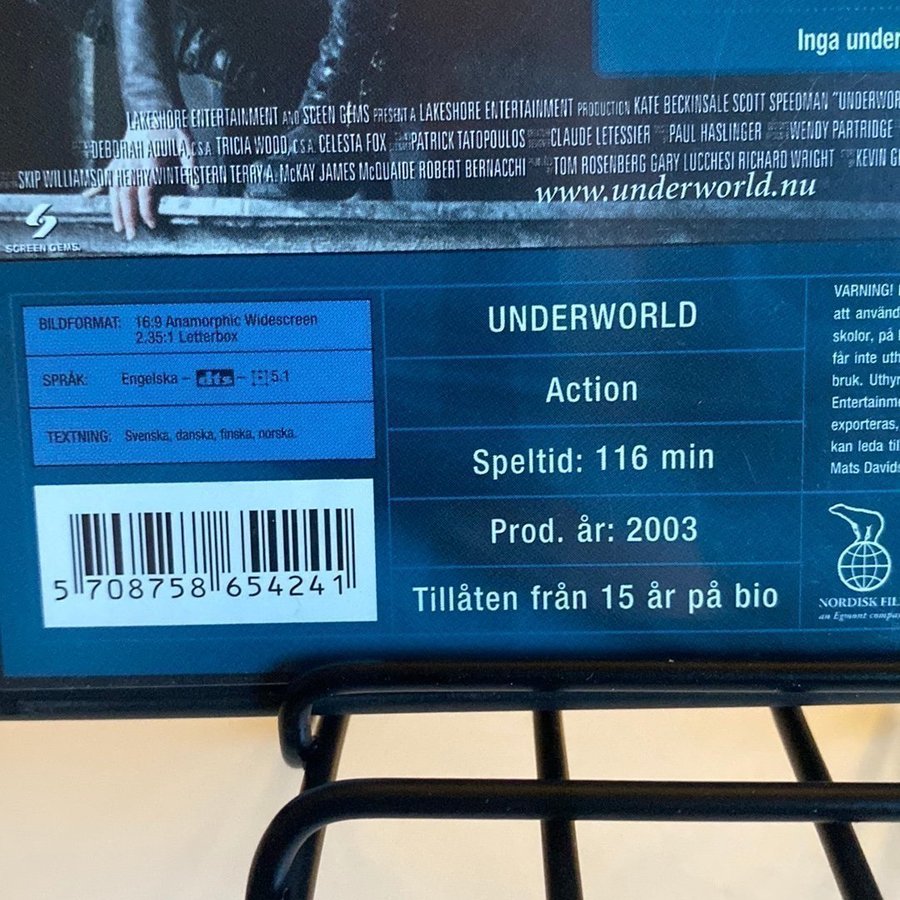 Inga under
LAKESHORE ENTERTAINMENT AND SCEEN GEMS PRESENT A LAKESHORE ENTERTAINMENT PRODUCTION KATE BECKINSALE SCOTT SPEEDMAN "UNDERWOR
DEBORAH AQUILA, C.S.A. TRICIA WOOD, C.S.A. CELESTA FOX PATRICK TATOPOULOS CLAUDE LETESSIER PAUL HASLINGER WENDY PARTRIDGE
SKIP WILLIAMSON HENRY WINTERSTERN TERRY A. McKAY JAMES McQUAIDE ROBERT BERNACCHI TOM ROSENBERG GARY LUCCHESI RICHARD WRIGHT KEVIN G
www.underworld.nu
SCREEN GEMS
BILDFORMAT: 16:9 Anamorphic Widescreen
2.35:1 Letterbox
SPRÅK: Engelska – dts – 5.1
TEXTNING: Svenska, danska, finska, norska.
5 708758 654241
UNDERWORLD
Action
Speltid: 116 min
Prod. år: 2003
Tillåten från 15 år på bio
VARNING!
att använd
skolor, på
får inte uth
bruk. Uthyr
Entertainme
exporteras,
kan leda til
Mats Davids
NORDISK FIL
an Egmont compa